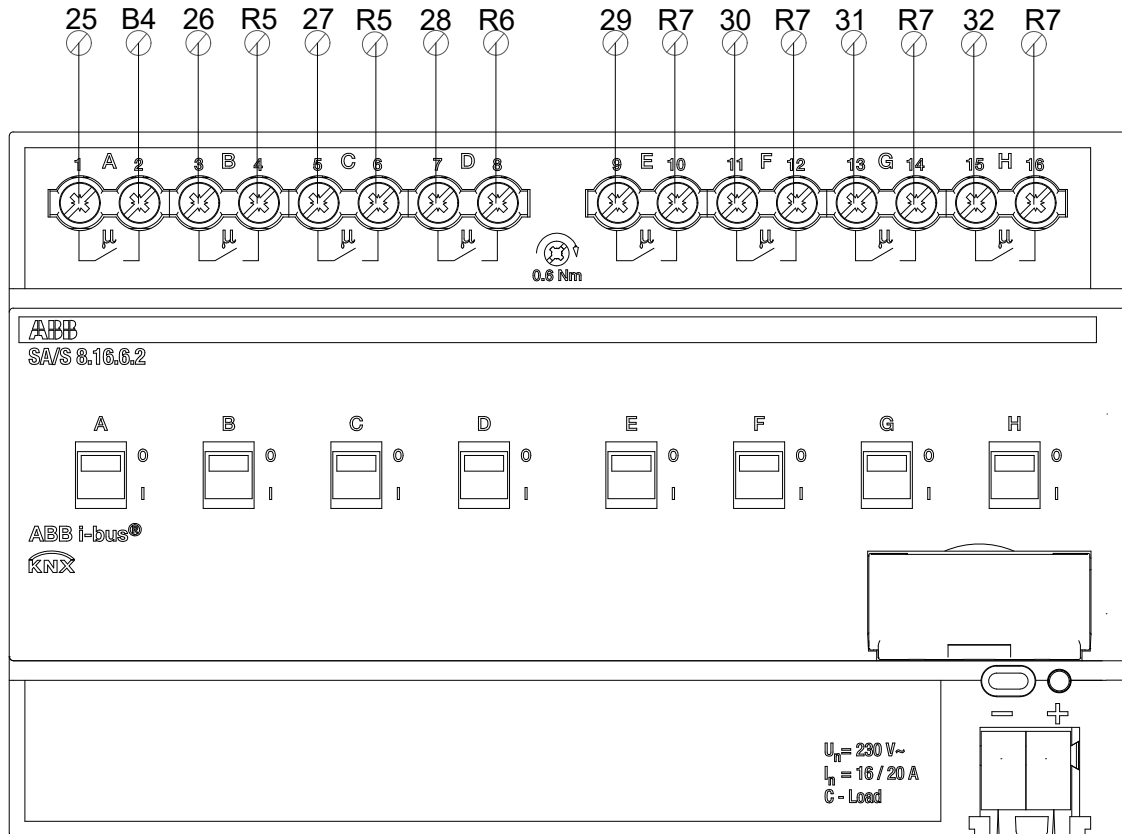 25 B4 26 R5 27 R5 28 R6 29 R7 30 R7 31 R7 32 R7
1 A 2 3 B 4 5 C 6 7 D 8 9 E 10 11 F 12 13 G 14 15 H 16
µ µ µ µ µ µ µ µ
0.6 Nm
ABB
SA/S 8.16.6.2
A B C D E F G H
0 0 0 0 0 0 0 0
I I I I I I I I
ABB i-bus®
KNX
− +
Un= 230 V~
In = 16 / 20 A
C - Load